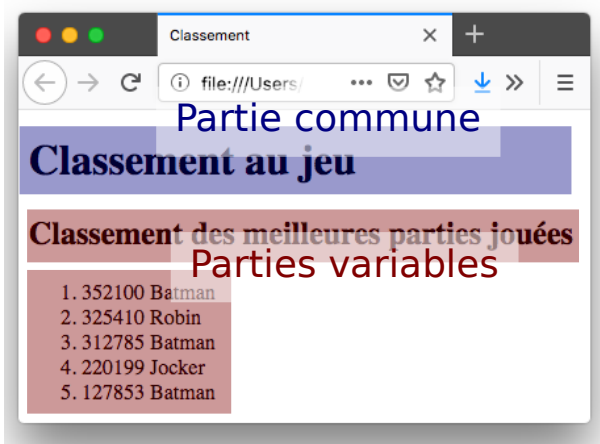 Classement
file:///Users/
Partie commune
Classement au jeu
Classement des meilleures parties jouées
Parties variables
1. 352100 Batman
2. 325410 Robin
3. 312785 Batman
4. 220199 Jocker
5. 127853 Batman